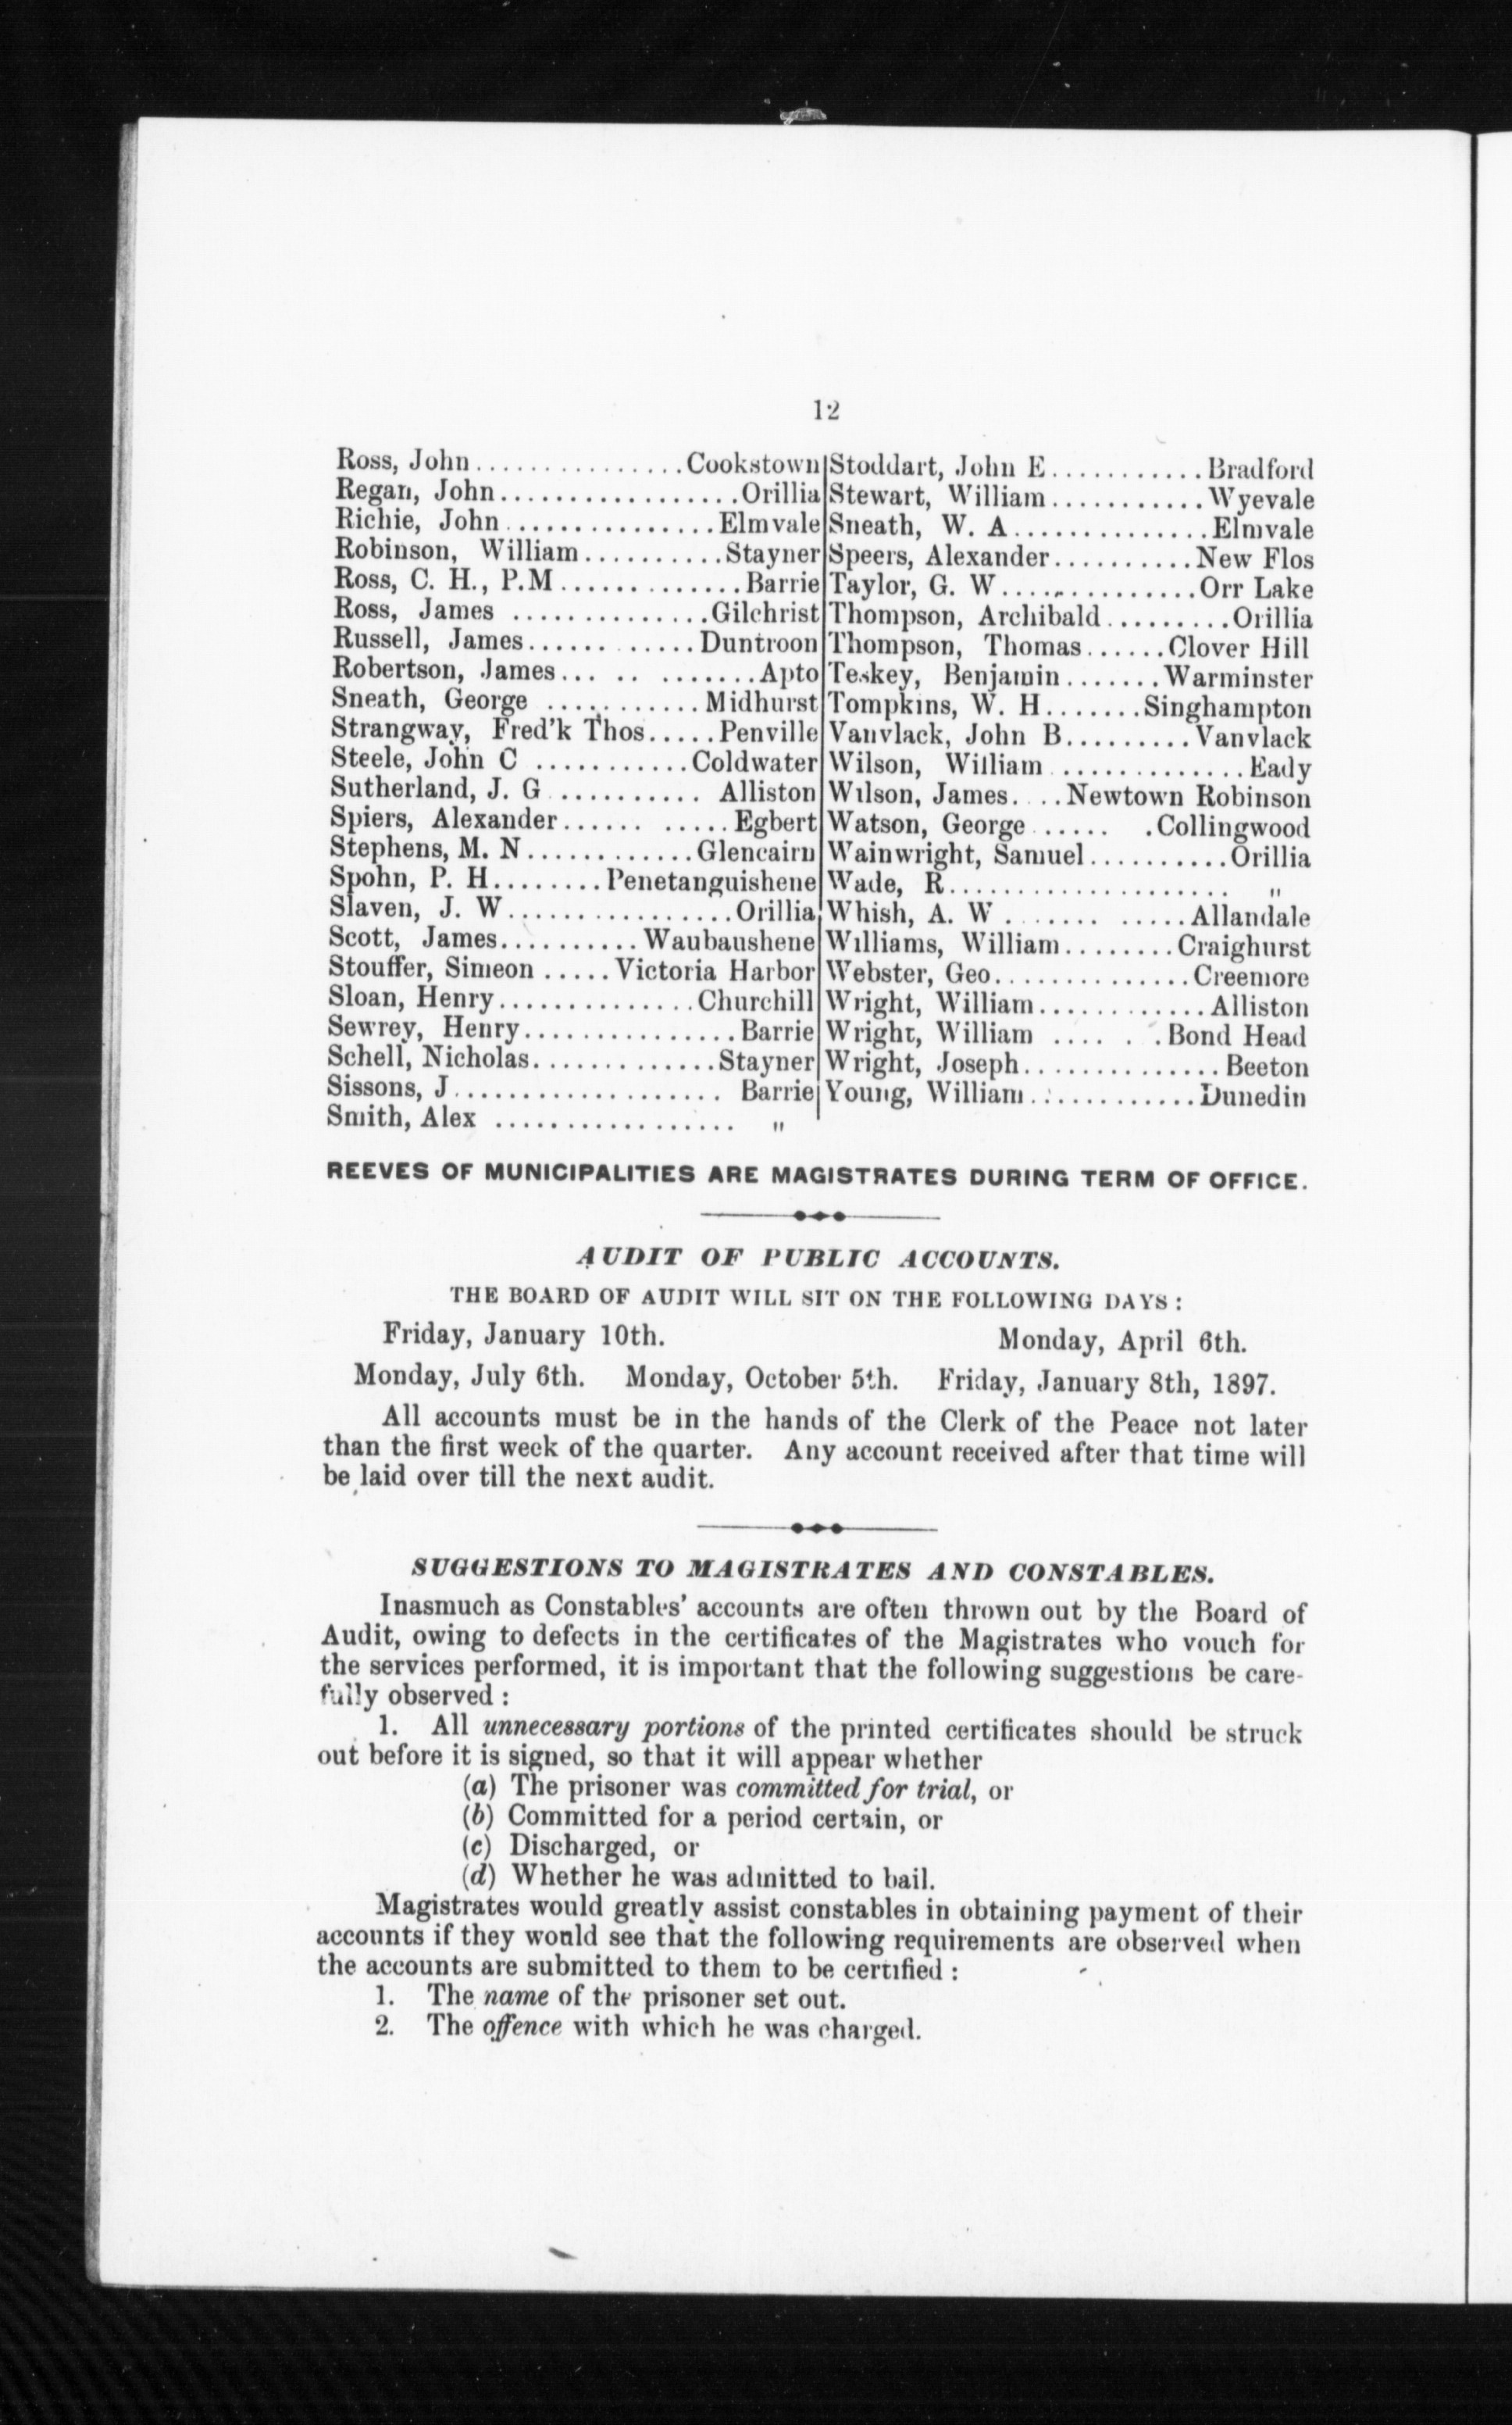 12
Ross, John...............Cookstown
Regan, John.................Orillia
Richie, John...............Elmvale
Robinson, William..........Stayner
Ross, C. H., P.M..............Barrie
Ross, James ..............Gilchrist
Russell, James............Duntroon
Robertson, James... .. .......Apto
Sneath, George ...........Midhurst
Strangway, Fred'k Thos.....Penville
Steele, John C ...........Coldwater
Sutherland, J. G........... Alliston
Spiers, Alexander...... .....Egbert
Stephens, M. N............Glencairn
Spohn, P. H........Penetanguishene
Slaven, J. W................Orillia
Scott, James..........Waubaushene
Stouffer, Simeon .....Victoria Harbor
Sloan, Henry..............Churchill
Sewrey, Henry................Barrie
Schell, Nicholas.............Stayner
Sissons, J.................... Barrie
Smith, Alex .................. "
Stoddart, John E...........Bradford
Stewart, William...........Wyevale
Sneath, W. A..............Elmvale
Speers, Alexander..........New Flos
Taylor, G. W..............Orr Lake
Thompson, Archibald.........Orillia
Thompson, Thomas......Clover Hill
Teskey, Benjamin.......Warminster
Tompkins, W. H.......Singhampton
Vanvlack, John B.........Vanvlack
Wilson, William..............Eady
Wilson, James. ...Newtown Robinson
Watson, George...... .Collingwood
Wainwright, Samuel..........Orillia
Wade, R..................... "
Whish, A. W ....... .....Allandale
Williams, William........Craighurst
Webster, Geo...............Creemore
Wright, William.............Alliston
Wright, William .... . .Bond Head
Wright, Joseph...............Beeton
Young, William.............Dunedin
REEVES OF MUNICIPALITIES ARE MAGISTRATES DURING TERM OF OFFICE.
AUDIT OF PUBLIC ACCOUNTS.
THE BOARD OF AUDIT WILL SIT ON THE FOLLOWING DAYS :
Friday, January 10th. Monday, April 6th.
Monday, July 6th. Monday, October 5th. Friday, January 8th, 1897.
All accounts must be in the hands of the Clerk of the Peace not later
than the first week of the quarter. Any account received after that time will
be laid over till the next audit.
SUGGESTIONS TO MAGISTRATES AND CONSTABLES.
Inasmuch as Constables' accounts are often thrown out by the Board of
Audit, owing to defects in the certificates of the Magistrates who vouch for
the services performed, it is important that the following suggestions be care-
fully observed :
1. All unnecessary portions of the printed certificates should be struck
out before it is signed, so that it will appear whether
(a) The prisoner was committed for trial, or
(b) Committed for a period certain, or
(c) Discharged, or
(d) Whether he was admitted to bail.
Magistrates would greatly assist constables in obtaining payment of their
accounts if they would see that the following requirements are observed when
the accounts are submitted to them to be certified :
1. The name of the prisoner set out.
2. The offence with which he was charged.